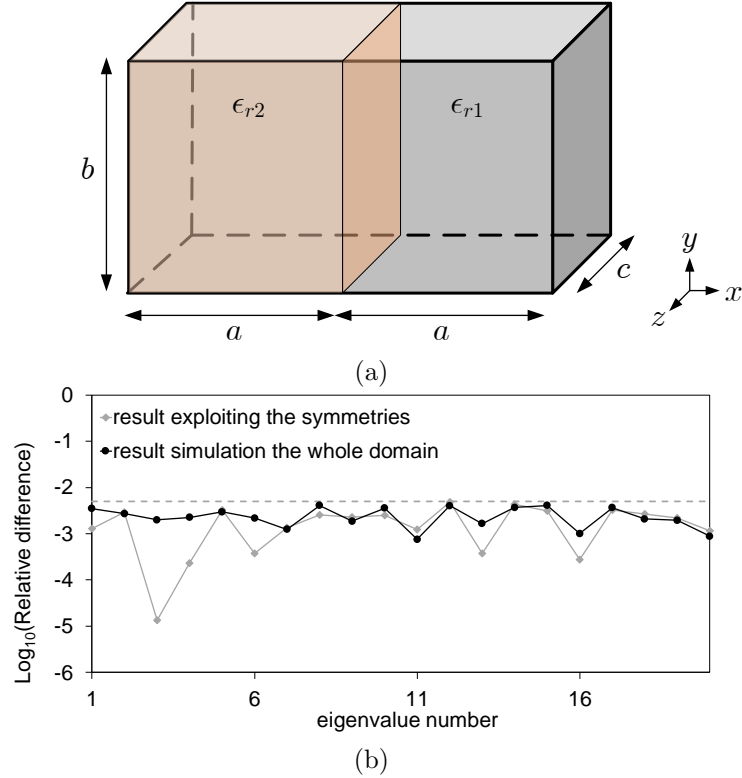 ϵr2
ϵr1
b
c
y
x
z
a
a
(a)
0
result exploiting the symmetries
-1
result simulation the whole domain
-2
-3
-4
-5
-6
Log10(Relative difference)
1
6
11
16
eigenvalue number
(b)